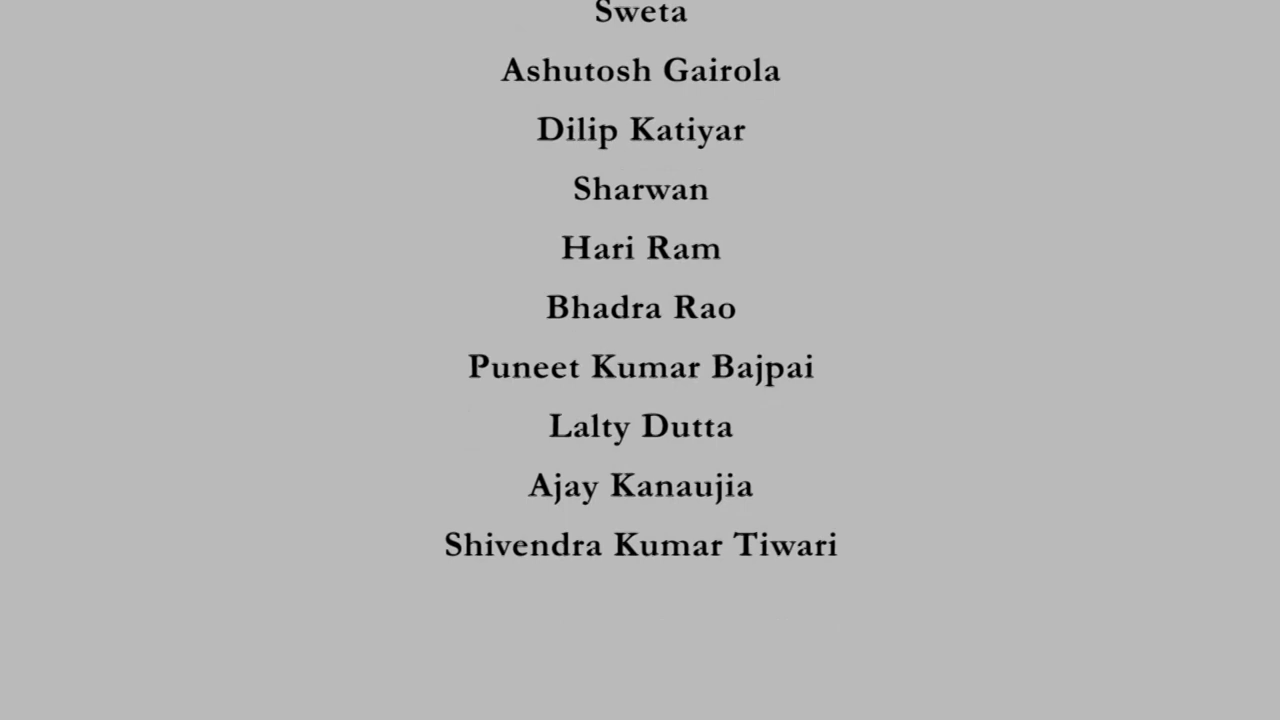 Sweta
Ashutosh Gairola
Dilip Katiyar
Sharwan
Hari Ram
Bhadra Rao
Puneet Kumar Bajpai
Lalty Dutta
Ajay Kanaujia
Shivendra Kumar Tiwari